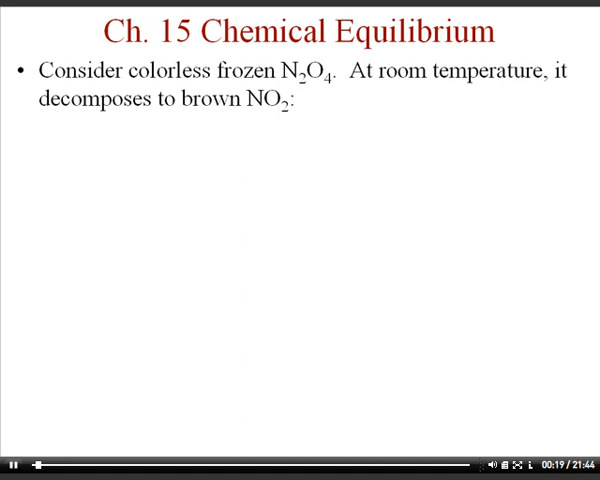 Ch. 15 Chemical Equilibrium
• Consider colorless frozen N₂O₄. At room temperature, it
decomposes to brown NO₂:
00:19 / 21:44